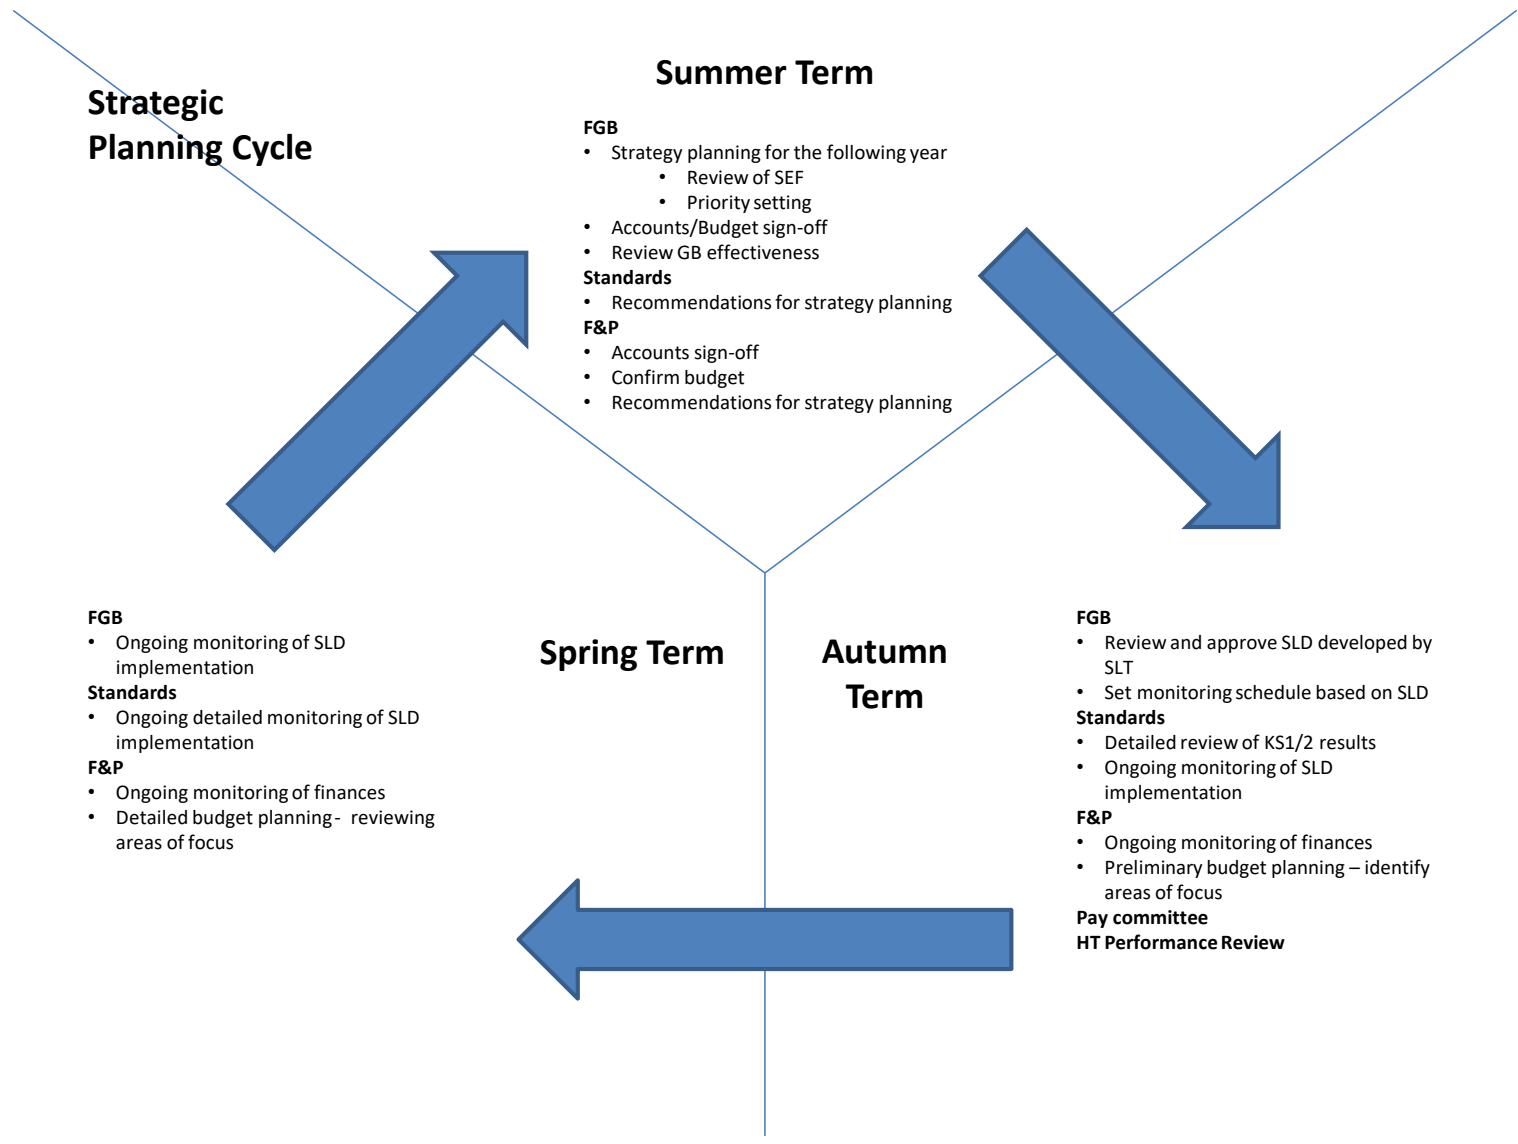 Strategic
Planning Cycle
Summer Term
FGB
• Strategy planning for the following year
• Review of SEF
• Priority setting
• Accounts/Budget sign-off
• Review GB effectiveness
Standards
• Recommendations for strategy planning
F&P
• Accounts sign-off
• Confirm budget
• Recommendations for strategy planning
FGB
• Ongoing monitoring of SLD
implementation
Standards
• Ongoing detailed monitoring of SLD
implementation
F&P
• Ongoing monitoring of finances
• Detailed budget planning - reviewing
areas of focus
Spring Term
Autumn
Term
FGB
• Review and approve SLD developed by
SLT
• Set monitoring schedule based on SLD
Standards
• Detailed review of KS1/2 results
• Ongoing monitoring of SLD
implementation
F&P
• Ongoing monitoring of finances
• Preliminary budget planning – identify
areas of focus
Pay committee
HT Performance Review